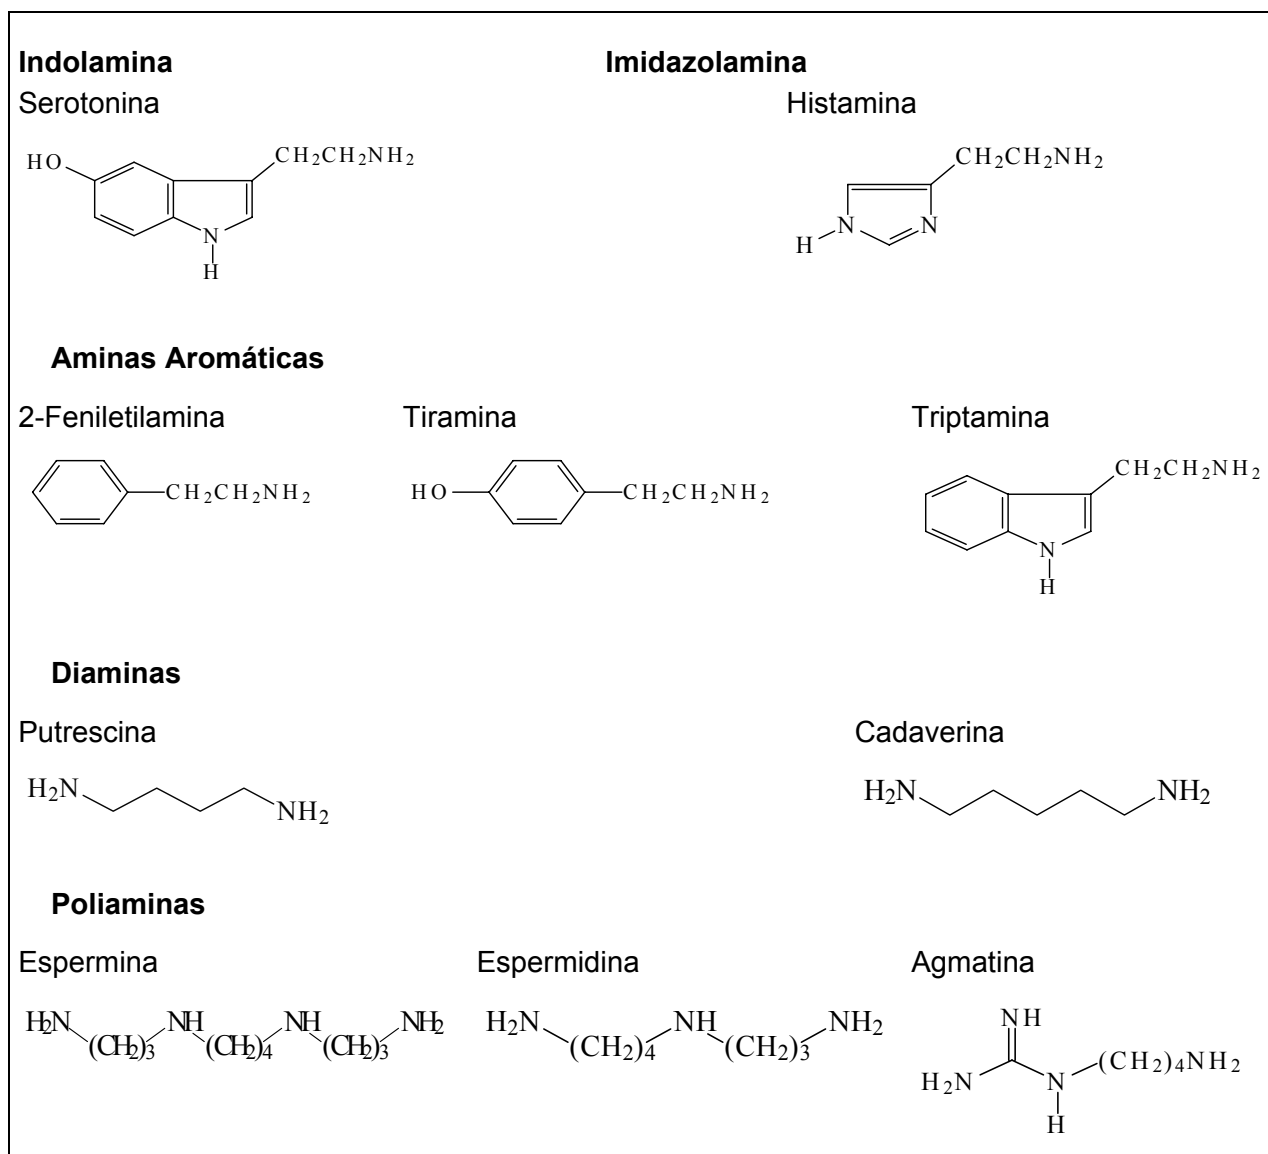 Indolamina Imidazolamina
Serotonina Histamina
HO CH2CH2NH2 CH2CH2NH2
N N N
H H
Aminas Aromáticas
2-Feniletilamina Tiramina Triptamina
CH2CH2NH2 HO CH2CH2NH2 CH2CH2NH2
N
H
Diaminas
Putrescina Cadaverina
H2N NH2 H2N NH2
Poliaminas
Espermina Espermidina Agmatina
H2N (CH2)3 NH (CH2)4 NH (CH2)3 NH2 H2N (CH2)4 NH (CH2)3 NH2 NH
H2N N (CH2)4NH2
H